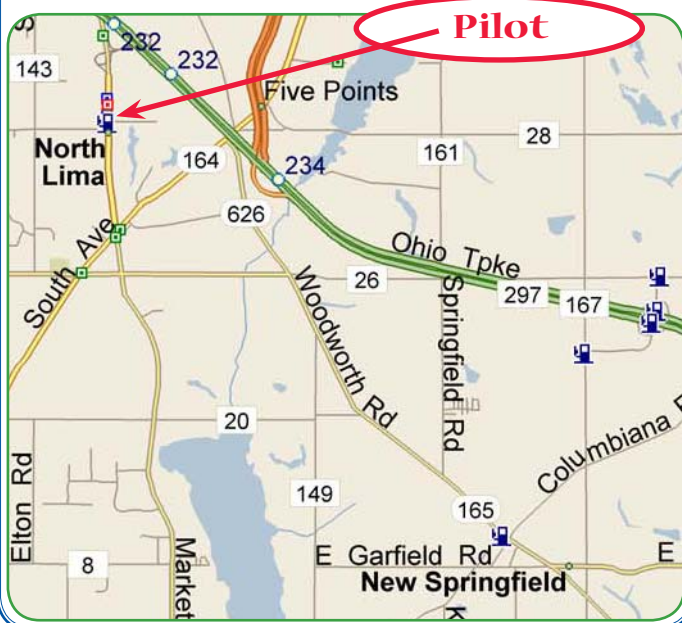 Pilot
232
232
143
Five Points
28
North
Lima
164
161
234
626
South Ave
Ohio Tpke
26
297
167
Woodworth Rd
Springfield Rd
20
Columbiana
149
165
Elton Rd
8
Market
E Garfield Rd
E
New Springfield